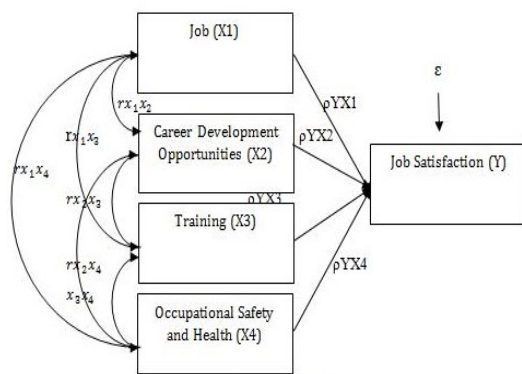 Job (X1)
ε
rx₁x₂
ρYX1
rx₁x₃
Career Development
Opportunities (X2)
ρYX2
Job Satisfaction (Y)
rx₁x₄
rx₂x₃
ρYX3
Training (X3)
rx₂x₄
ρYX4
x₃x₄
Occupational Safety
and Health (X4)